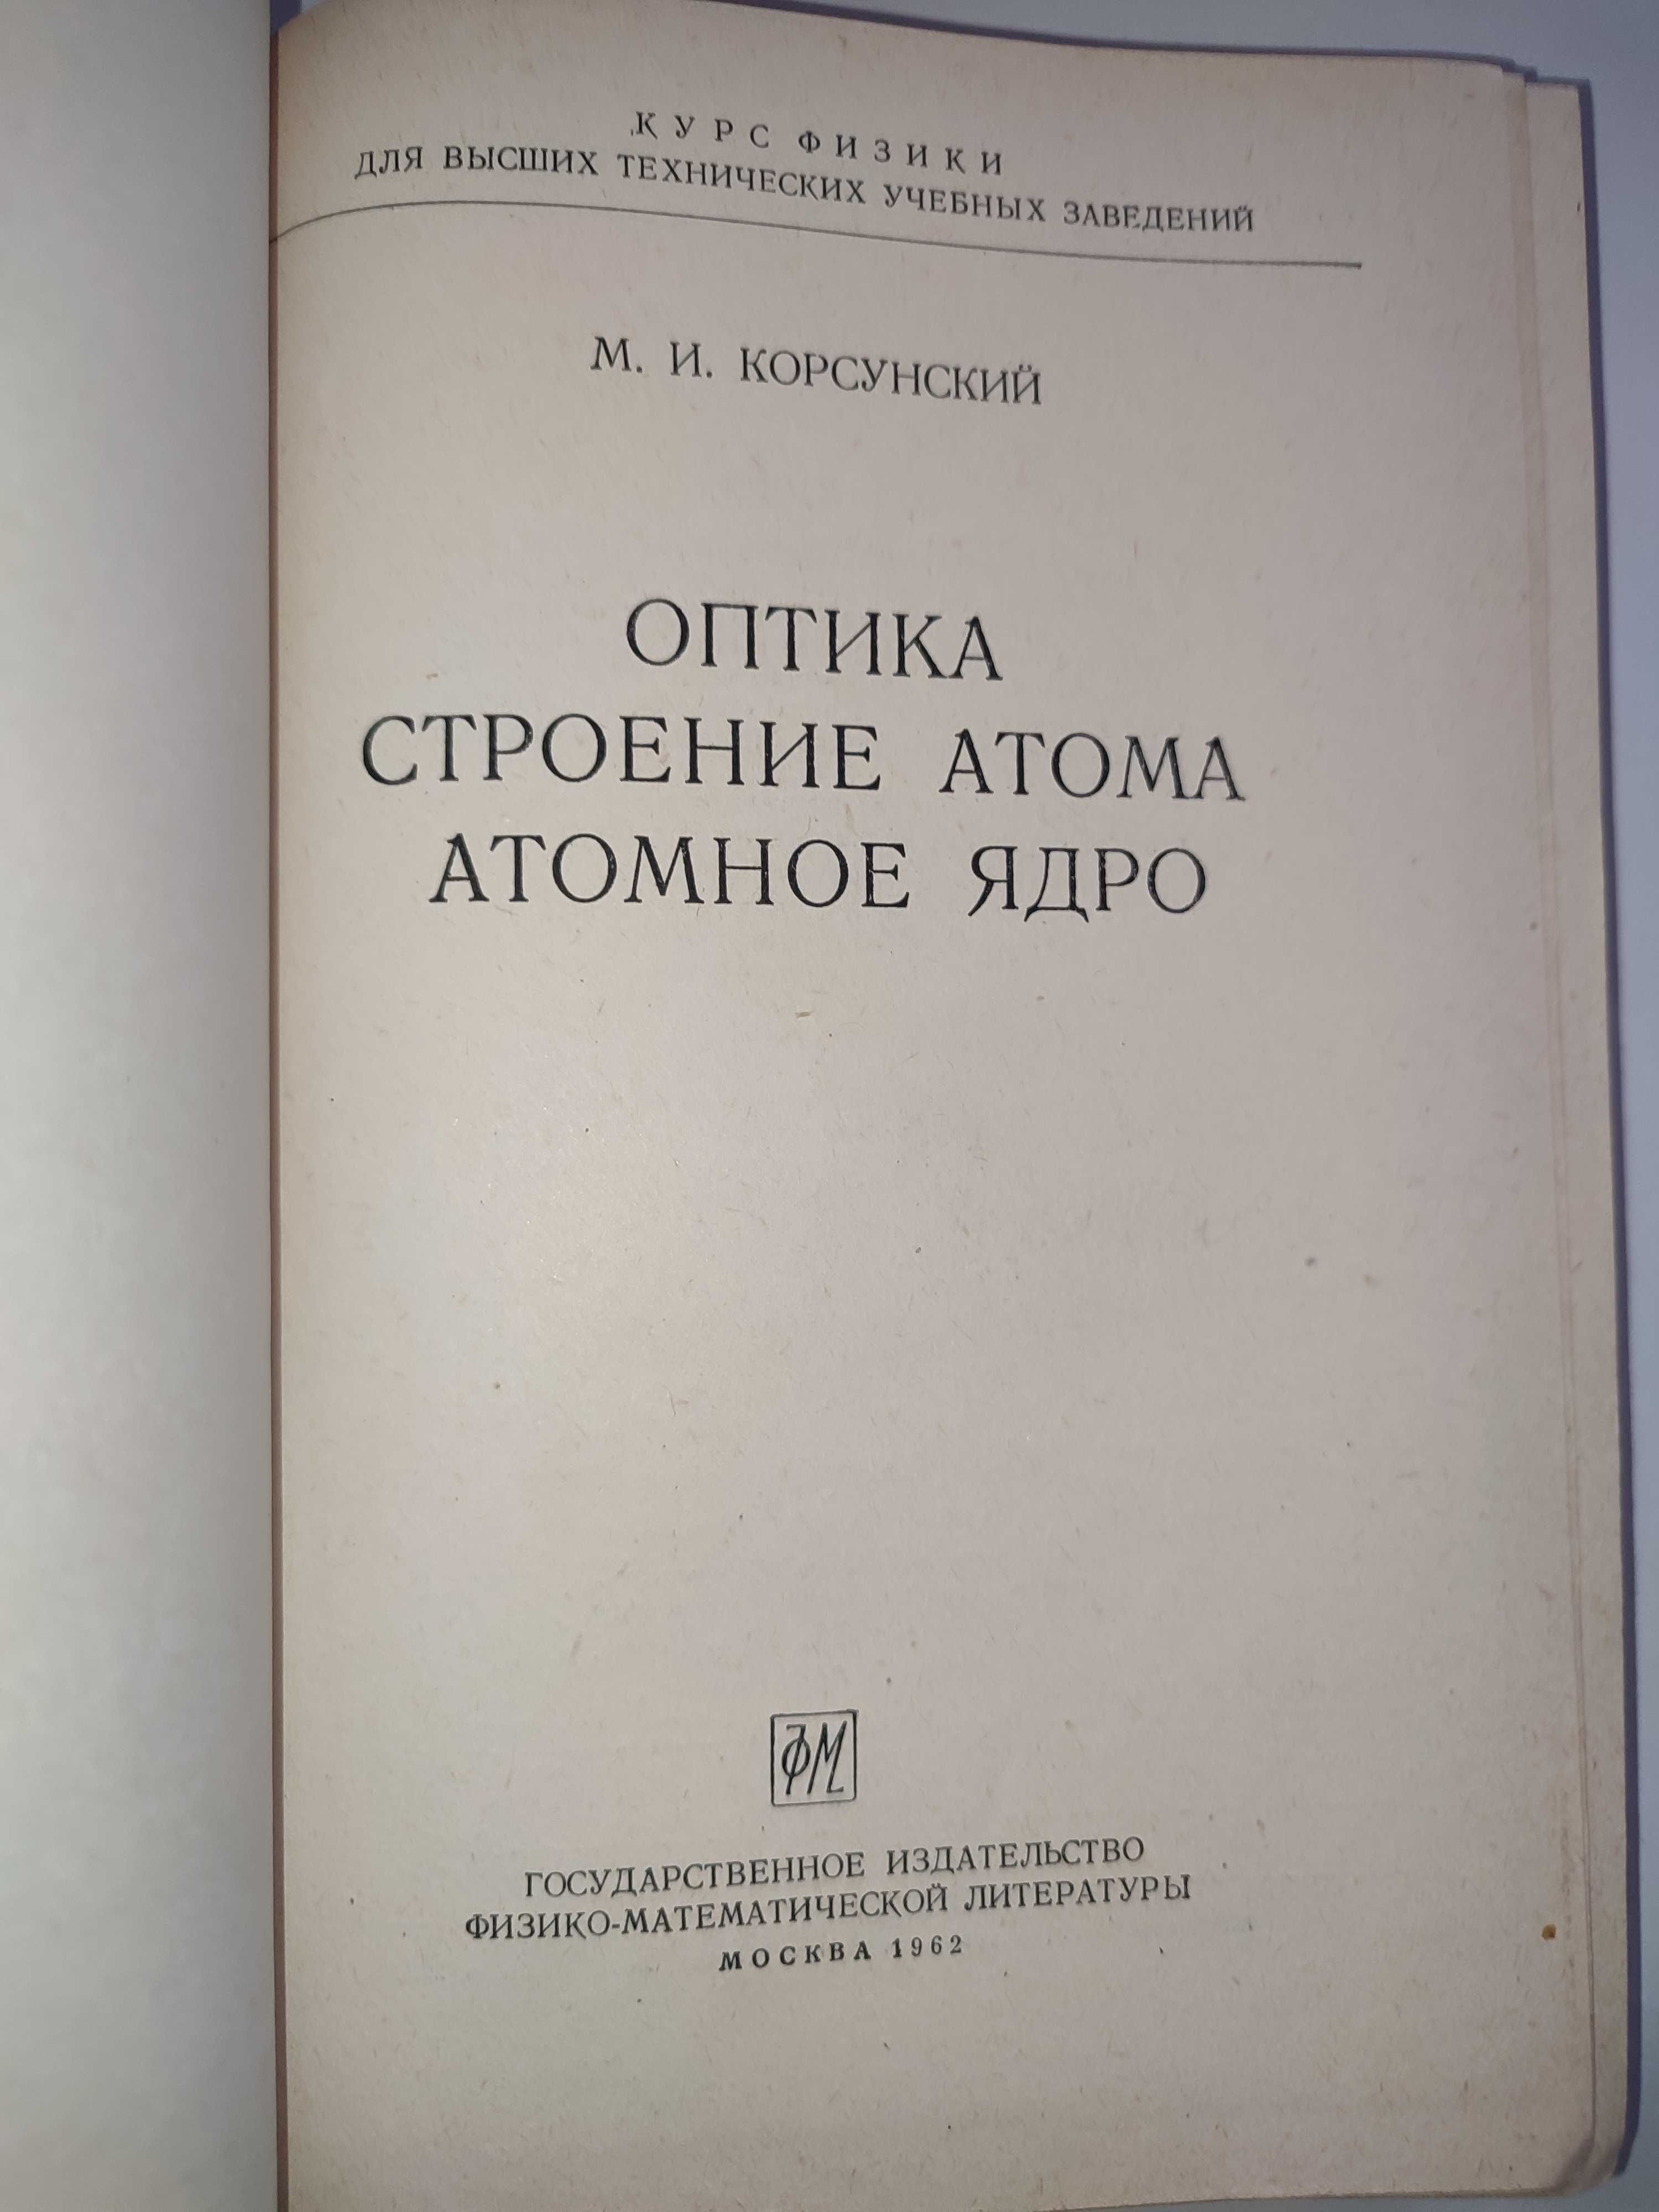 КУРС ФИЗИКИ
ДЛЯ ВЫСШИХ ТЕХНИЧЕСКИХ УЧЕБНЫХ ЗАВЕДЕНИЙ
М. И. КОРСУНСКИЙ
ОПТИКА
СТРОЕНИЕ АТОМА
АТОМНОЕ ЯДРО
ФМ
ГОСУДАРСТВЕННОЕ ИЗДАТЕЛЬСТВО
ФИЗИКО-МАТЕМАТИЧЕСКОЙ ЛИТЕРАТУРЫ
МОСКВА 1962